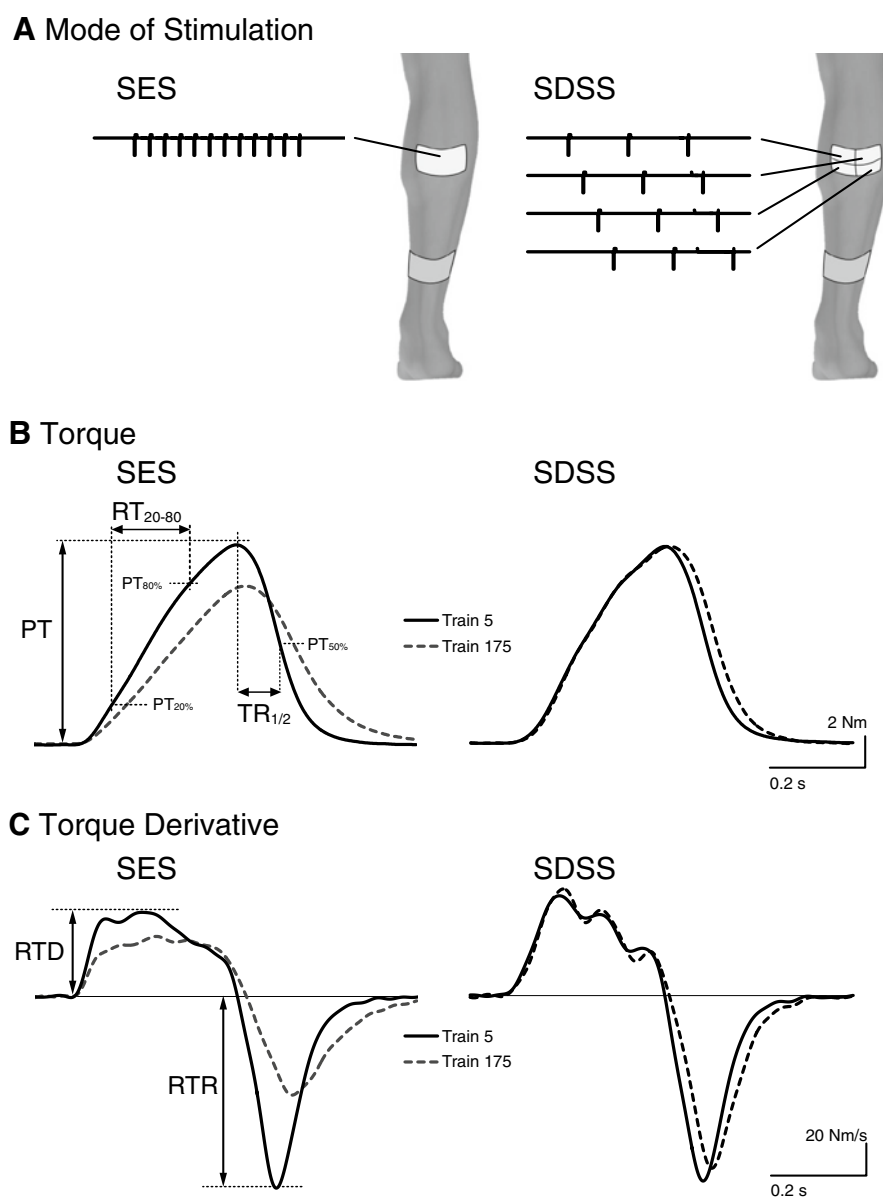 A Mode of Stimulation
SES
SDSS
B Torque
SES
SDSS
RT20-80
PT80%
PT
PT50%
PT20%
TR1/2
Train 5
Train 175
2 Nm
0.2 s
C Torque Derivative
SES
SDSS
RTD
RTR
Train 5
Train 175
20 Nm/s
0.2 s